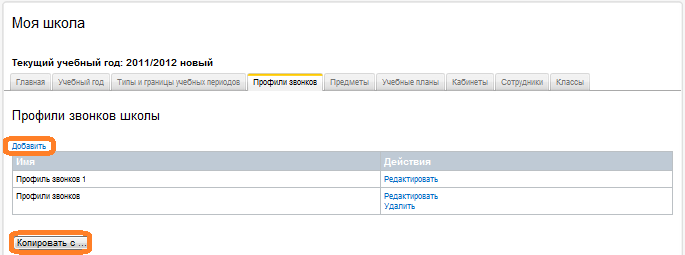 Моя школа
Текущий учебный год: 2011/2012 новый
Главная Учебный год Типы и границы учебных периодов Профили звонков Предметы Учебные планы Кабинеты Сотрудники Классы
Профили звонков школы
Добавить
Имя Действия
Профиль звонков 1 Редактировать
Профили звонков Редактировать
Удалить
Копировать с ...